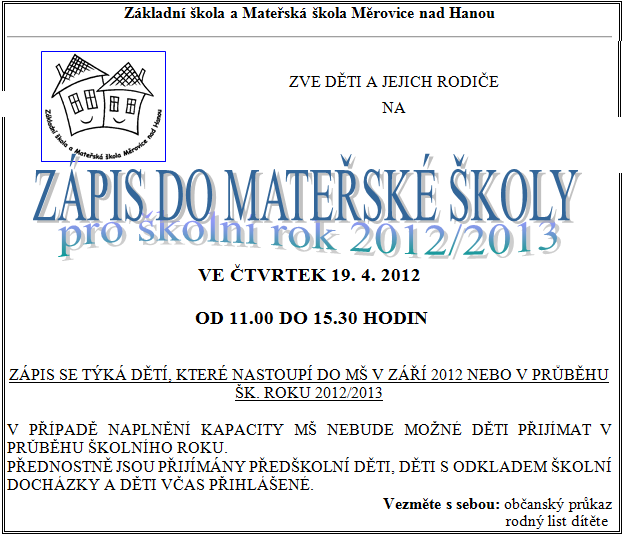 Základní škola a Mateřská škola Měrovice nad Hanou
Základní škola a Mateřská škola Měrovice nad Hanou
ZVE DĚTI A JEJICH RODIČE
NA
ZÁPIS DO MATEŘSKÉ ŠKOLY
pro školní rok 2012/2013
VE ČTVRTEK 19. 4. 2012
OD 11.00 DO 15.30 HODIN
ZÁPIS SE TÝKÁ DĚTÍ, KTERÉ NASTOUPÍ DO MŠ V ZÁŘÍ 2012 NEBO V PRŮBĚHU
ŠK. ROKU 2012/2013
V PŘÍPADĚ NAPLNĚNÍ KAPACITY MŠ NEBUDE MOŽNÉ DĚTI PŘIJÍMAT V
PRŮBĚHU ŠKOLNÍHO ROKU.
PŘEDNOSTNĚ JSOU PŘIJÍMÁNY PŘEDŠKOLNÍ DĚTI, DĚTI S ODKLADEM ŠKOLNÍ
DOCHÁZKY A DĚTI VČAS PŘIHLÁŠENÉ.
Vezměte s sebou: občanský průkaz
rodný list dítěte